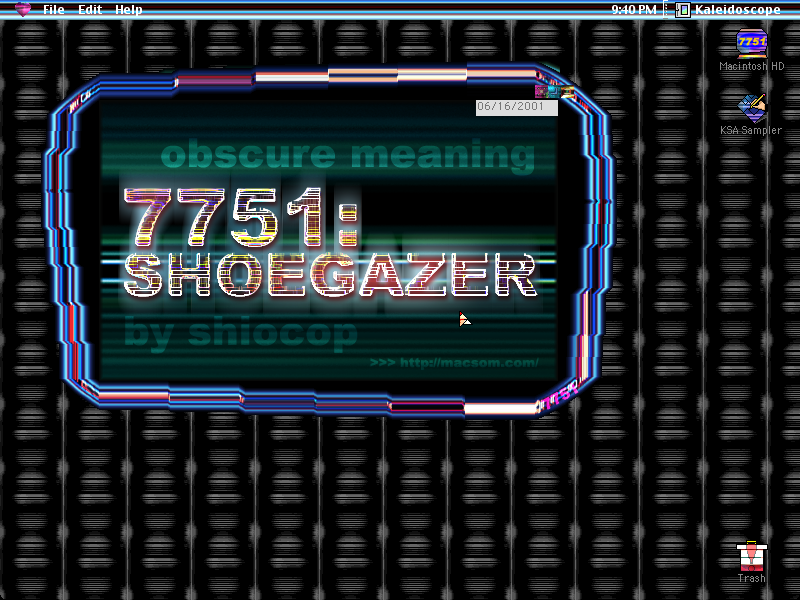 File Edit Help 9:40 PM Kaleidoscope
7751
Macintosh HD
06/16/2001
KSA Sampler
obscure meaning
7751:
SHOEGAZER
by shiocop
>>> http://macsom.com/
Trash